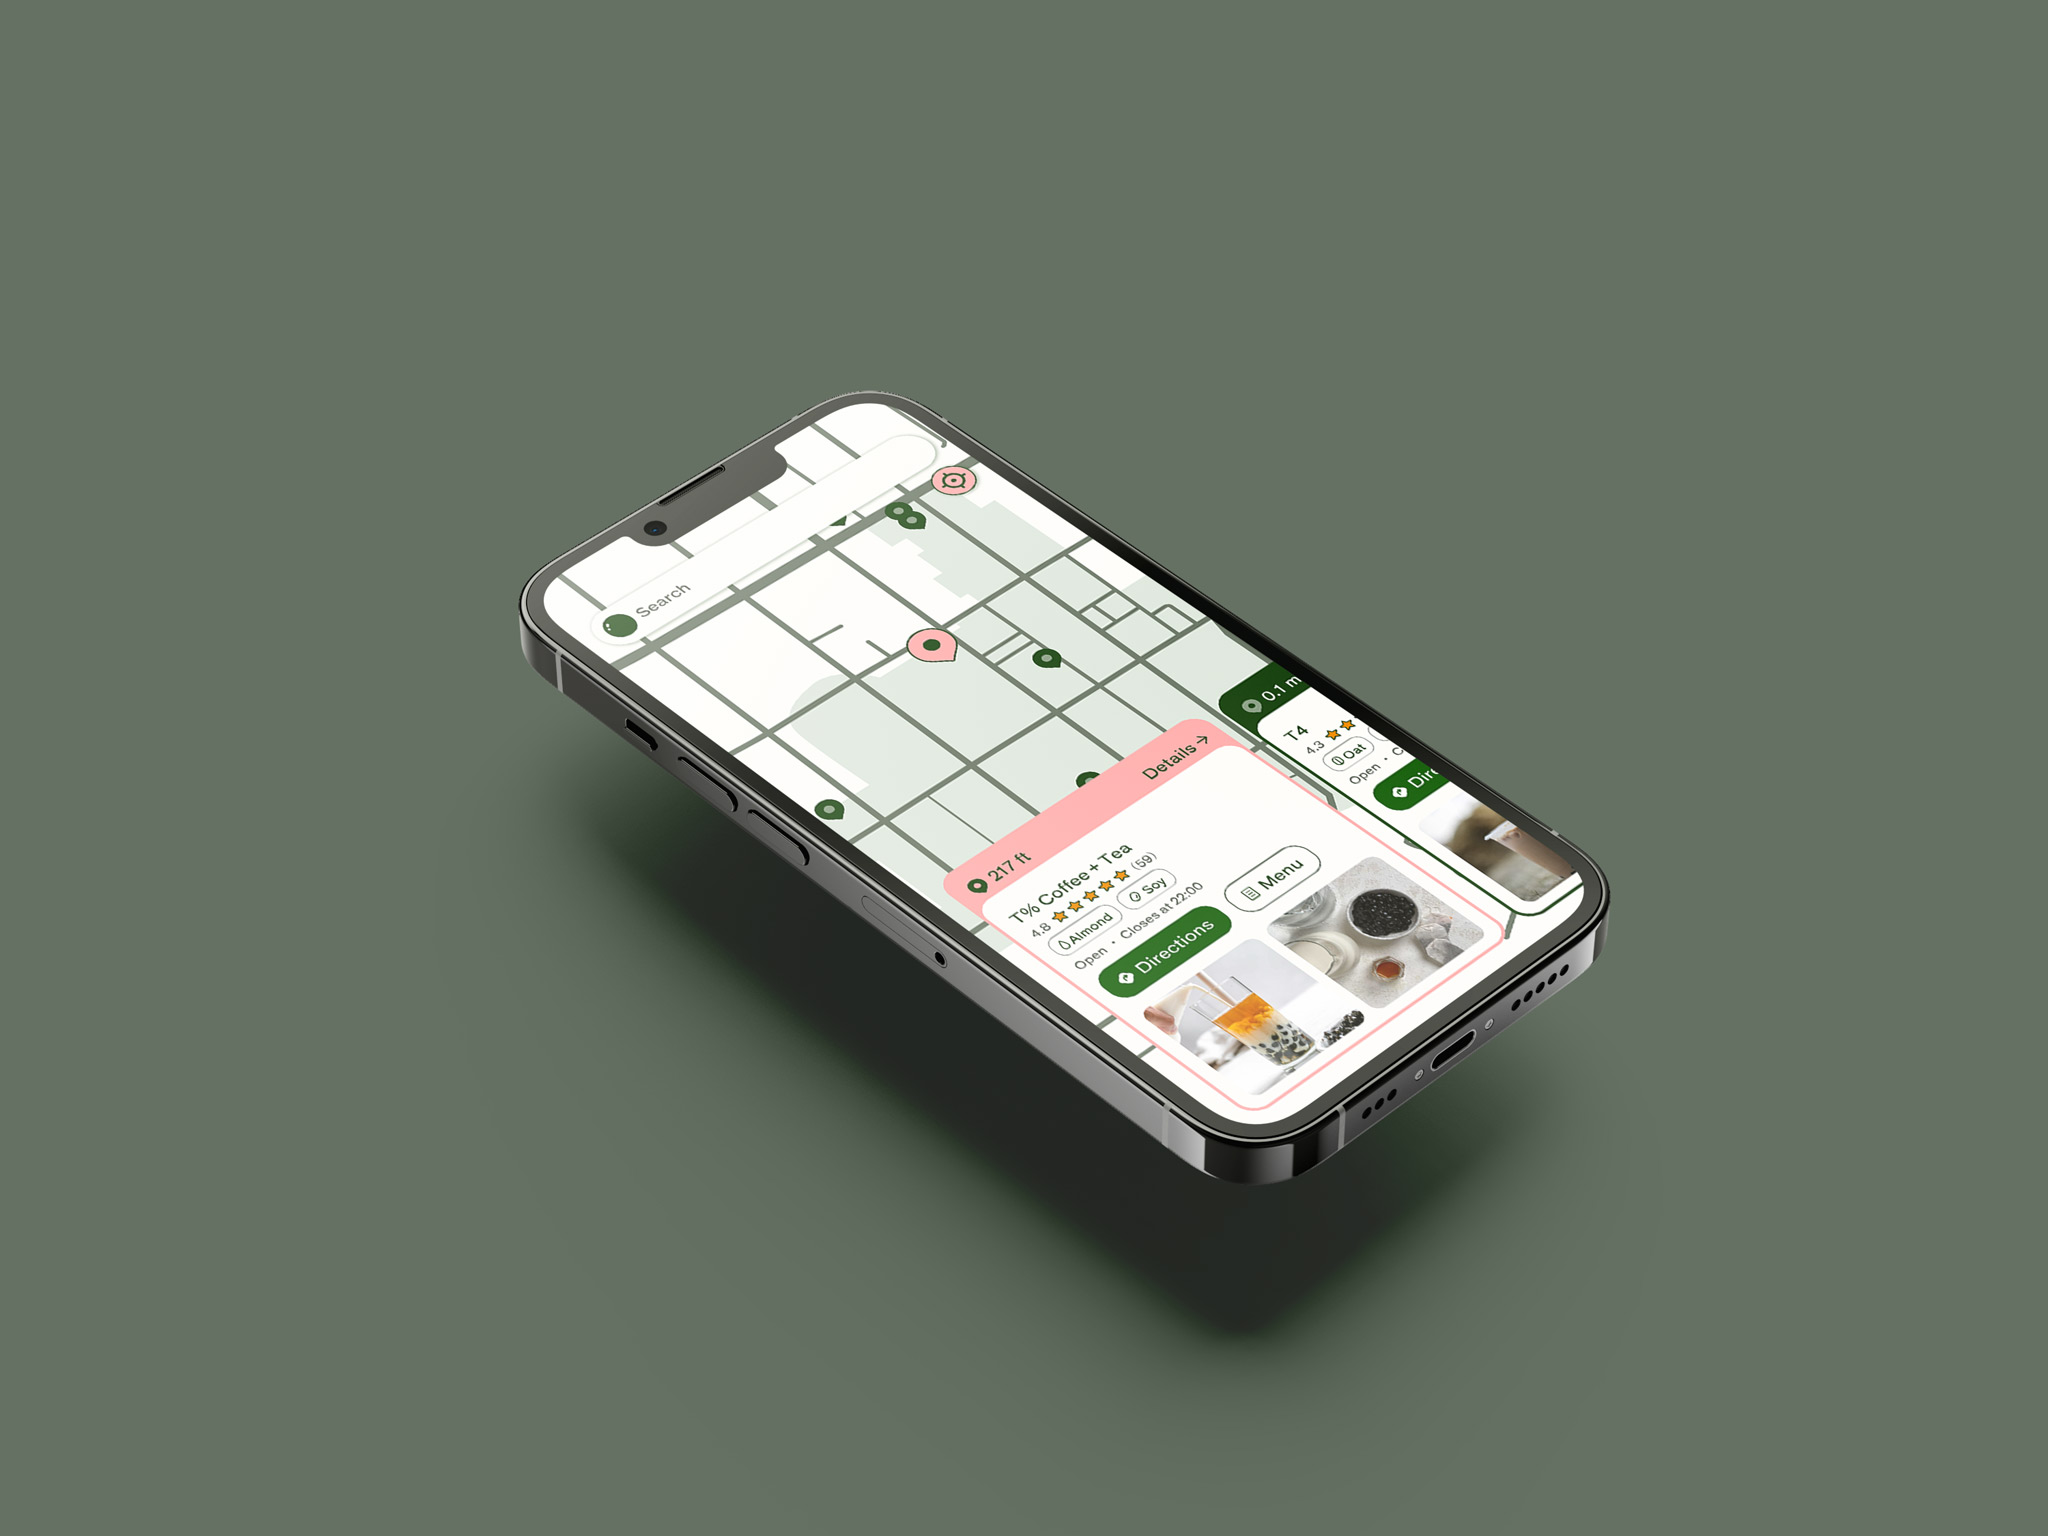 Search
217 ft
Details →
T% Coffee + Tea
4.8 (59)
Almond Soy
Open · Closes at 22:00
Directions
Menu
0.1 m
T4
4.3
Oat
Open ·